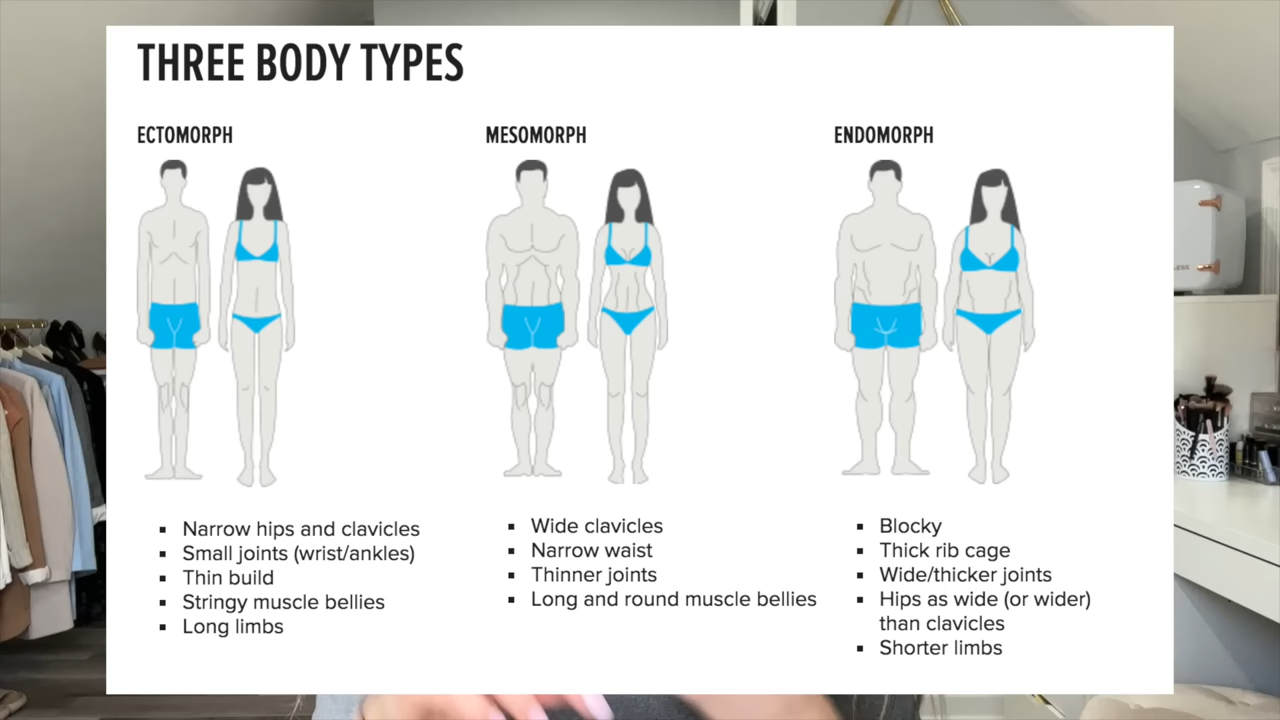 THREE BODY TYPES
ECTOMORPH
▪ Narrow hips and clavicles
▪ Small joints (wrist/ankles)
▪ Thin build
▪ Stringy muscle bellies
▪ Long limbs
MESOMORPH
▪ Wide clavicles
▪ Narrow waist
▪ Thinner joints
▪ Long and round muscle bellies
ENDOMORPH
▪ Blocky
▪ Thick rib cage
▪ Wide/thicker joints
▪ Hips as wide (or wider)
than clavicles
▪ Shorter limbs